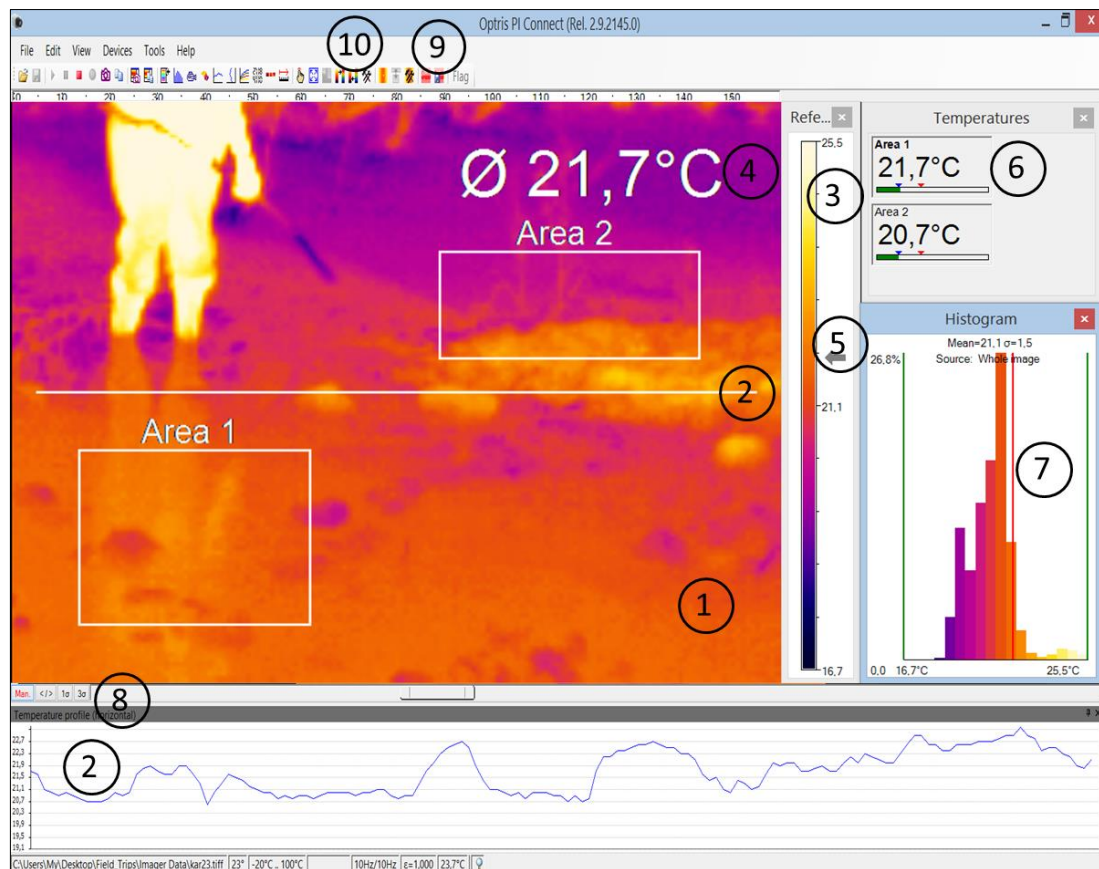 Optris PI Connect (Rel. 2.9.2145.0)
File Edit View Devices Tools Help
10
9
Flag
10 20 30 40 50 60 70 80 90 100 110 120 130 140 150
Refe...
Temperatures
25.5
Ø 21,7°C
4
3
Area 1
21,7°C
6
Area 2
Area 2
20,7°C
5
Histogram
Mean=21,1 σ=1,5
26,8%
Source: Whole image
2
21.1
Area 1
7
1
16,7
0.0 16,7°C 25,5°C
Man. </> 1σ 3σ
8
Temperature profile (horizontal)
22,7
22,3
21,9
21,5
21,1
20,7
20,3
19,9
19,5
19,1
2
C:\Users\My\Desktop\Field_Trips\Imager Data\kar23.tiff 23° -20°C .. 100°C 10Hz/10Hz ε=1,000 23,7°C